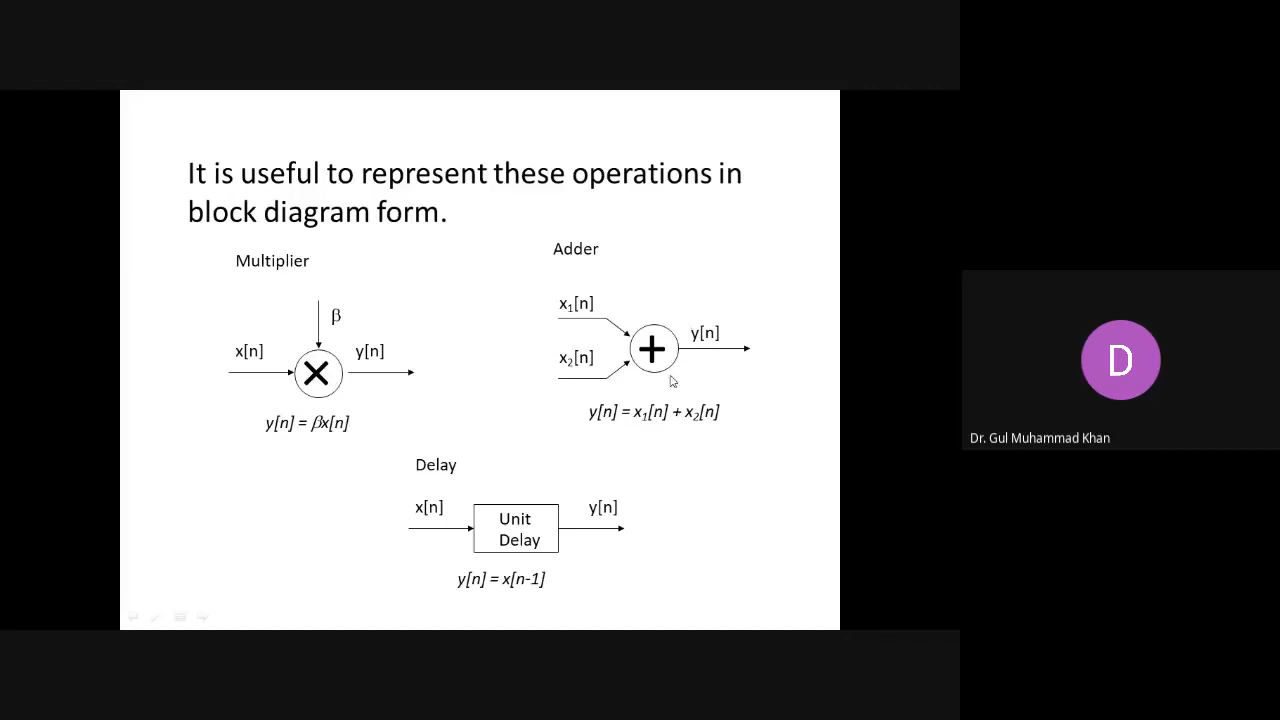 It is useful to represent these operations in
block diagram form.
Multiplier
β
x[n]
y[n]
y[n] = βx[n]
Adder
x₁[n]
x₂[n]
y[n]
y[n] = x₁[n] + x₂[n]
Delay
x[n]
Unit
Delay
y[n]
y[n] = x[n-1]
D
Dr. Gul Muhammad Khan